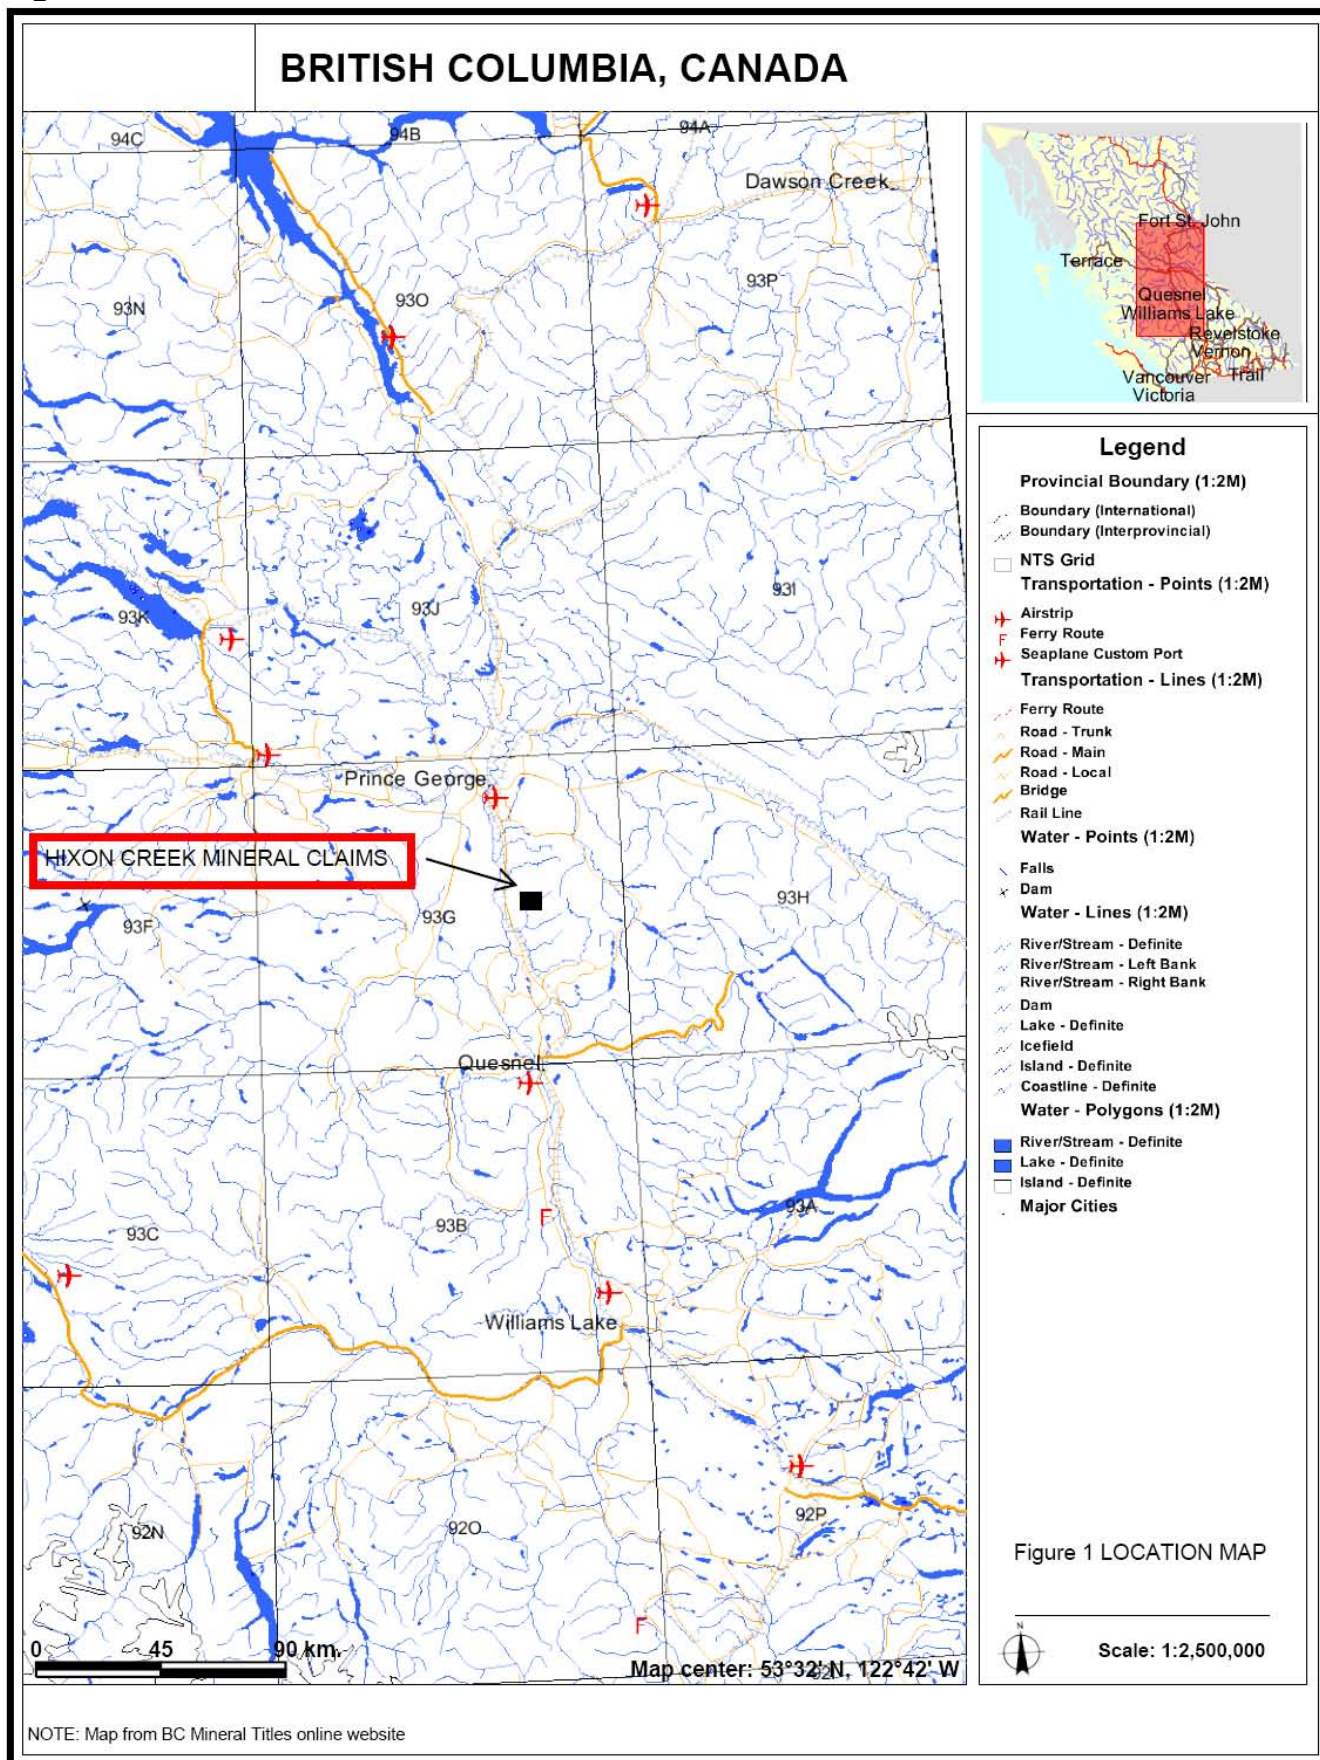 BRITISH COLUMBIA, CANADA
94C
94B
94A
Dawson Creek
93N
93O
93P
93K
93J
93I
Prince George
HIXON CREEK MINERAL CLAIMS
93F
93G
93H
Quesnel
93C
93B
93A
F
Williams Lake
92N
92O
92P
F
0 45 90 km.
Map center: 53°32' N, 122°42' W
Fort St. John
Terrace
Quesnel
Williams Lake
Revelstoke
Vernon
Vancouver
Trail
Victoria
Legend
Provincial Boundary (1:2M)
Boundary (International)
Boundary (Interprovincial)
NTS Grid
Transportation - Points (1:2M)
Airstrip
F Ferry Route
Seaplane Custom Port
Transportation - Lines (1:2M)
Ferry Route
Road - Trunk
Road - Main
Road - Local
Bridge
Rail Line
Water - Points (1:2M)
Falls
Dam
Water - Lines (1:2M)
River/Stream - Definite
River/Stream - Left Bank
River/Stream - Right Bank
Dam
Lake - Definite
Icefield
Island - Definite
Coastline - Definite
Water - Polygons (1:2M)
River/Stream - Definite
Lake - Definite
Island - Definite
Major Cities
Figure 1 LOCATION MAP
N
Scale: 1:2,500,000
NOTE: Map from BC Mineral Titles online website